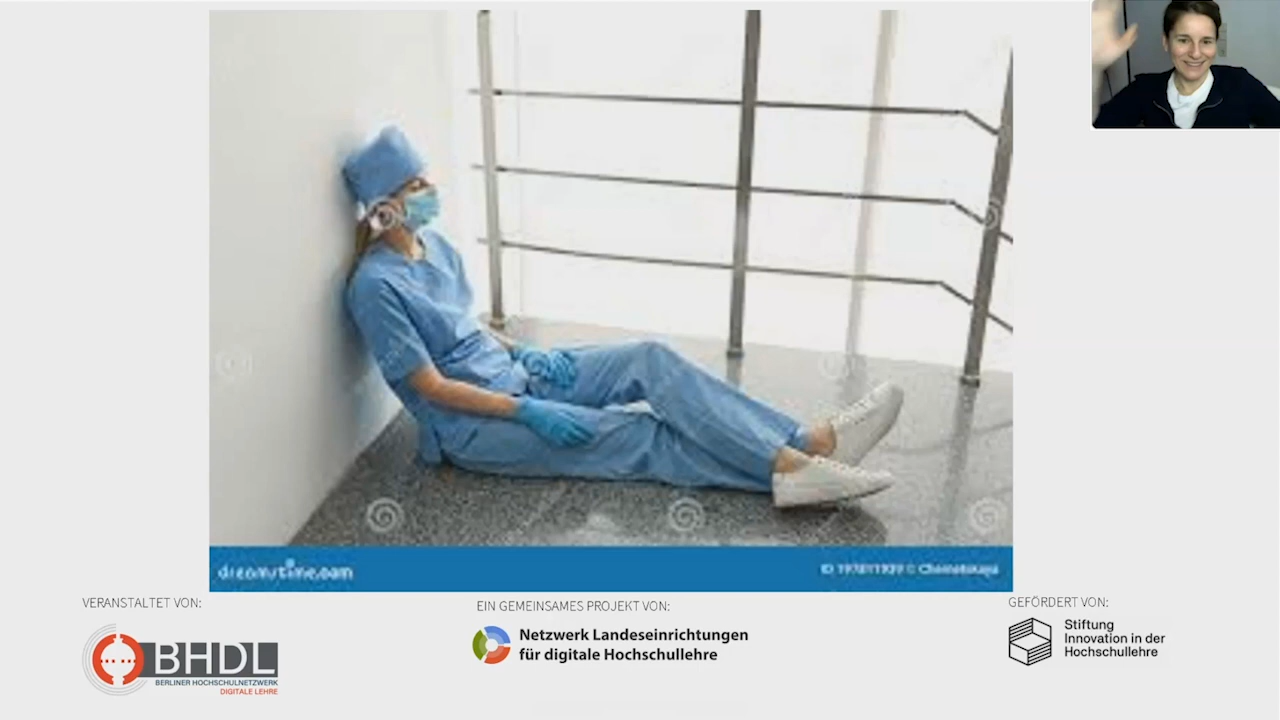 dreamstime.com
VERANSTALTET VON:
BHDL
BERLINER HOCHSCHULNETZWERK
DIGITALE LEHRE
EIN GEMEINSAMES PROJEKT VON:
Netzwerk Landeseinrichtungen
für digitale Hochschullehre
GEFÖRDERT VON:
Stiftung
Innovation in der
Hochschullehre